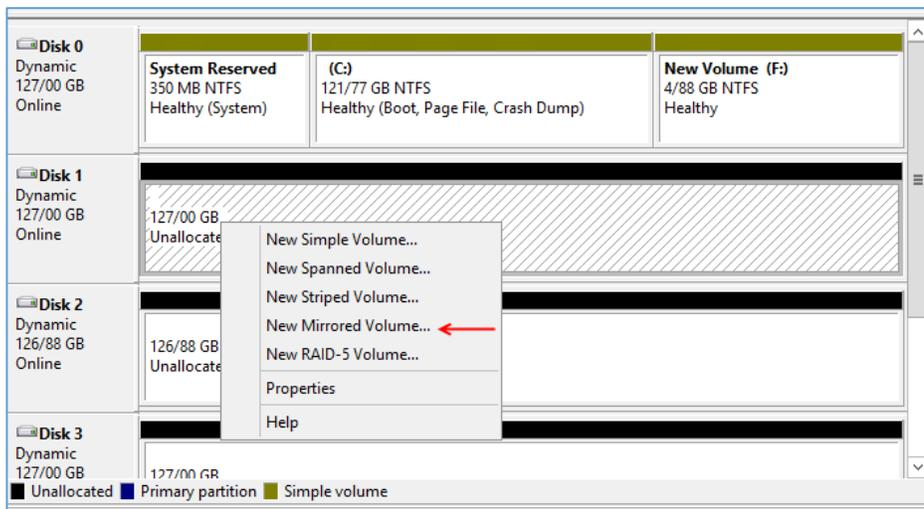 Disk 0
Dynamic
127/00 GB
Online
System Reserved
350 MB NTFS
Healthy (System)
(C:)
121/77 GB NTFS
Healthy (Boot, Page File, Crash Dump)
New Volume (F:)
4/88 GB NTFS
Healthy
Disk 1
Dynamic
127/00 GB
Online
127/00 GB
Unallocate
New Simple Volume...
New Spanned Volume...
New Striped Volume...
New Mirrored Volume...
New RAID-5 Volume...
Properties
Help
Disk 2
Dynamic
126/88 GB
Online
126/88 GB
Unallocate
Disk 3
Dynamic
127/00 GB
127/00 GB
Unallocated Primary partition Simple volume